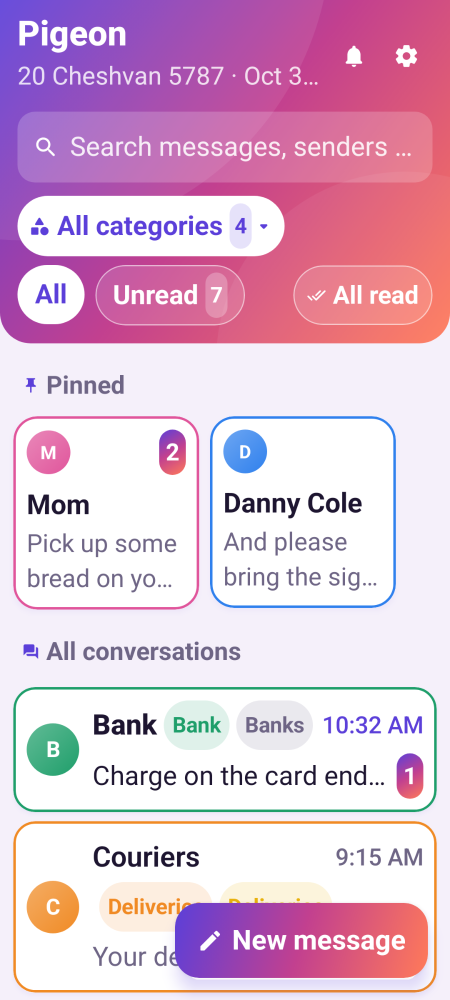 Pigeon
20 Cheshvan 5787 · Oct 3…
Search messages, senders …
All categories 4
All
Unread 7
All read
Pinned
M
2
Mom
Pick up some
bread on yo…
D
Danny Cole
And please
bring the sig…
All conversations
B
Bank Bank Banks 10:32 AM
Charge on the card end… 1
C
Couriers 9:15 AM
Your de
New message